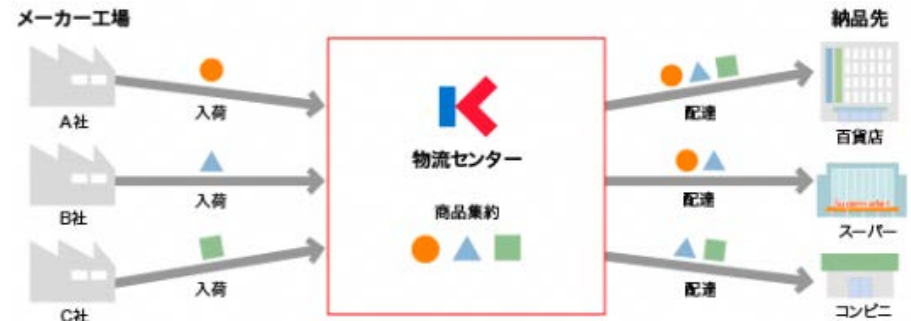 メーカー工場
納品先
A社
入荷
B社
入荷
C社
入荷
物流センター
商品集約
配達
百貨店
配達
Supermarket
スーパー
配達
コンビニ